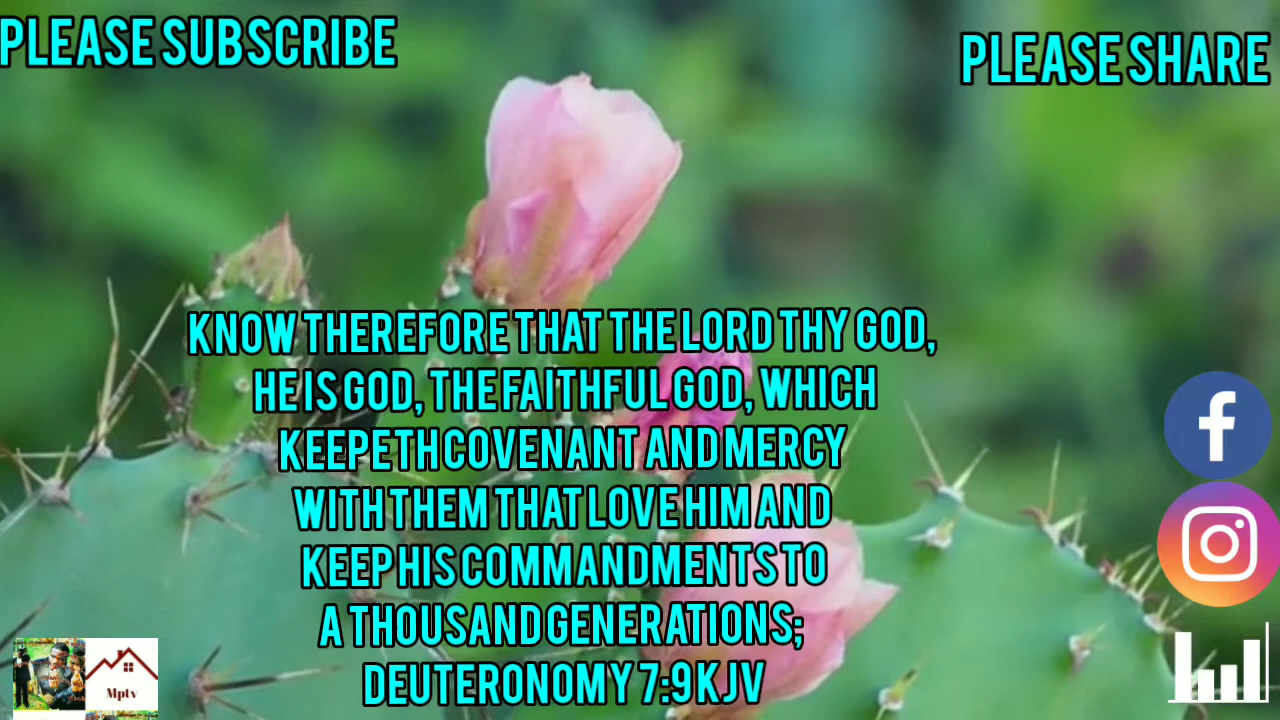 PLEASE SUBSCRIBE
PLEASE SHARE
KNOW THEREFORE THAT THE LORD THY GOD,
HE IS GOD, THE FAITHFUL GOD, WHICH
KEEPETH COVENANT AND MERCY
WITH THEM THAT LOVE HIM AND
KEEP HIS COMMANDMENTS TO
A THOUSAND GENERATIONS;
DEUTERONOMY 7:9 KJV
Mptv